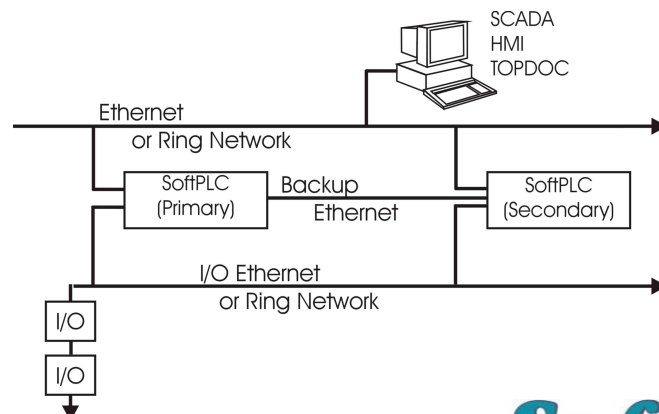 SCADA
HMI
TOPDOC
Ethernet
or Ring Network
SoftPLC
(Primary)
Backup
Ethernet
SoftPLC
(Secondary)
I/O Ethernet
or Ring Network
I/O
I/O